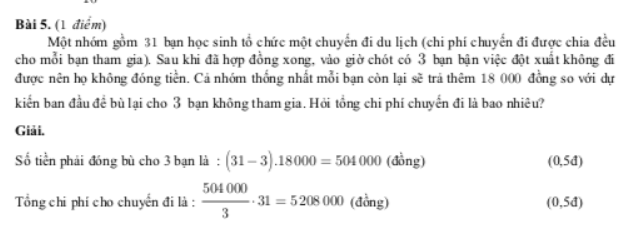 Bài 5. (1 điểm)
Một nhóm gồm 31 bạn học sinh tổ chức một chuyến đi du lịch (chi phí chuyến đi được chia đều
cho mỗi bạn tham gia). Sau khi đã hợp đồng xong, vào giờ chót có 3 bạn bận việc đột xuất không đi
được nên họ không đóng tiền. Cả nhóm thống nhất mỗi bạn còn lại sẽ trả thêm 18 000 đồng so với dự
kiến ban đầu để bù lại cho 3 bạn không tham gia. Hỏi tổng chi phí chuyến đi là bao nhiêu?
Giải.
Số tiền phải đóng bù cho 3 bạn là : (31 − 3).18000 = 504 000 (đồng) (0,5đ)
Tổng chi phí cho chuyến đi là : 504 000 / 3 · 31 = 5 208 000 (đồng) (0,5đ)